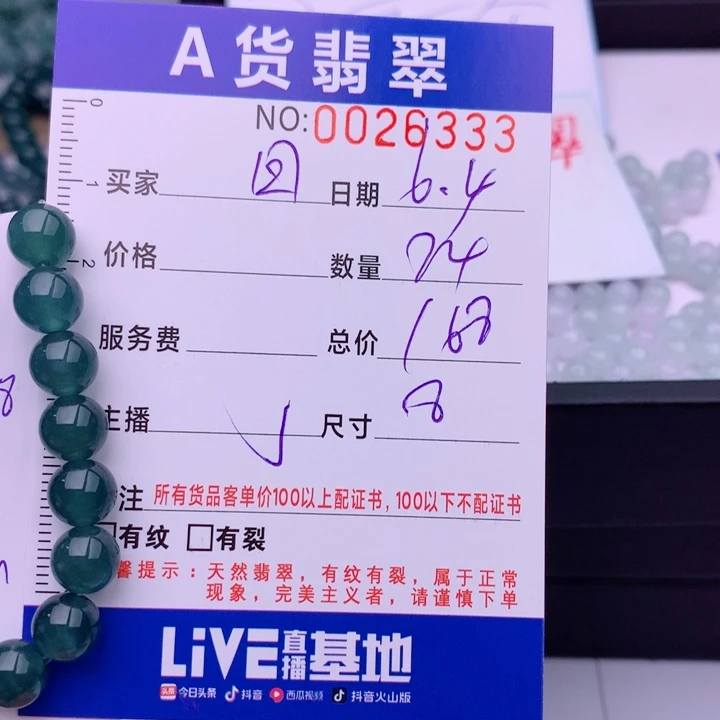 A货翡翠
NO:0026333
买家 日期 6.4
价格 数量 24
服务费 总价 168
主播 尺寸 8
注 所有货品客单价100以上配证书,100以下不配证书
有纹 有裂
馨提示:天然翡翠,有纹有裂,属于正常
现象,完美主义者,请谨慎下单
LiVE直播基地
头条 今日头条 抖音 西瓜视频 抖音火山版